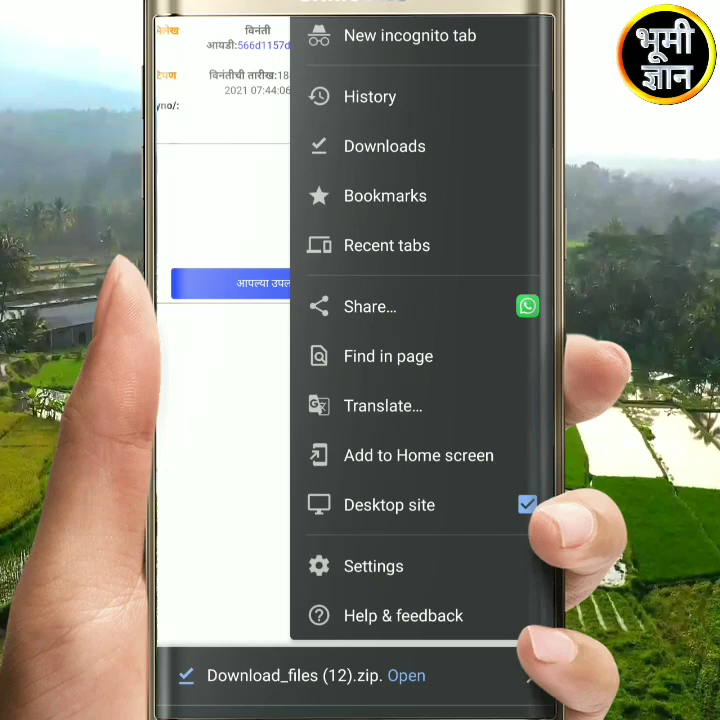 भूमी
ज्ञान
विनंती
आयडी:566d1157d
विनंतीची तारीख:18
2021 07:44:06
yno/:
आपल्या उपल
New incognito tab
History
Downloads
Bookmarks
Recent tabs
Share...
Find in page
Translate...
Add to Home screen
Desktop site
Settings
Help & feedback
Download_files (12).zip. Open